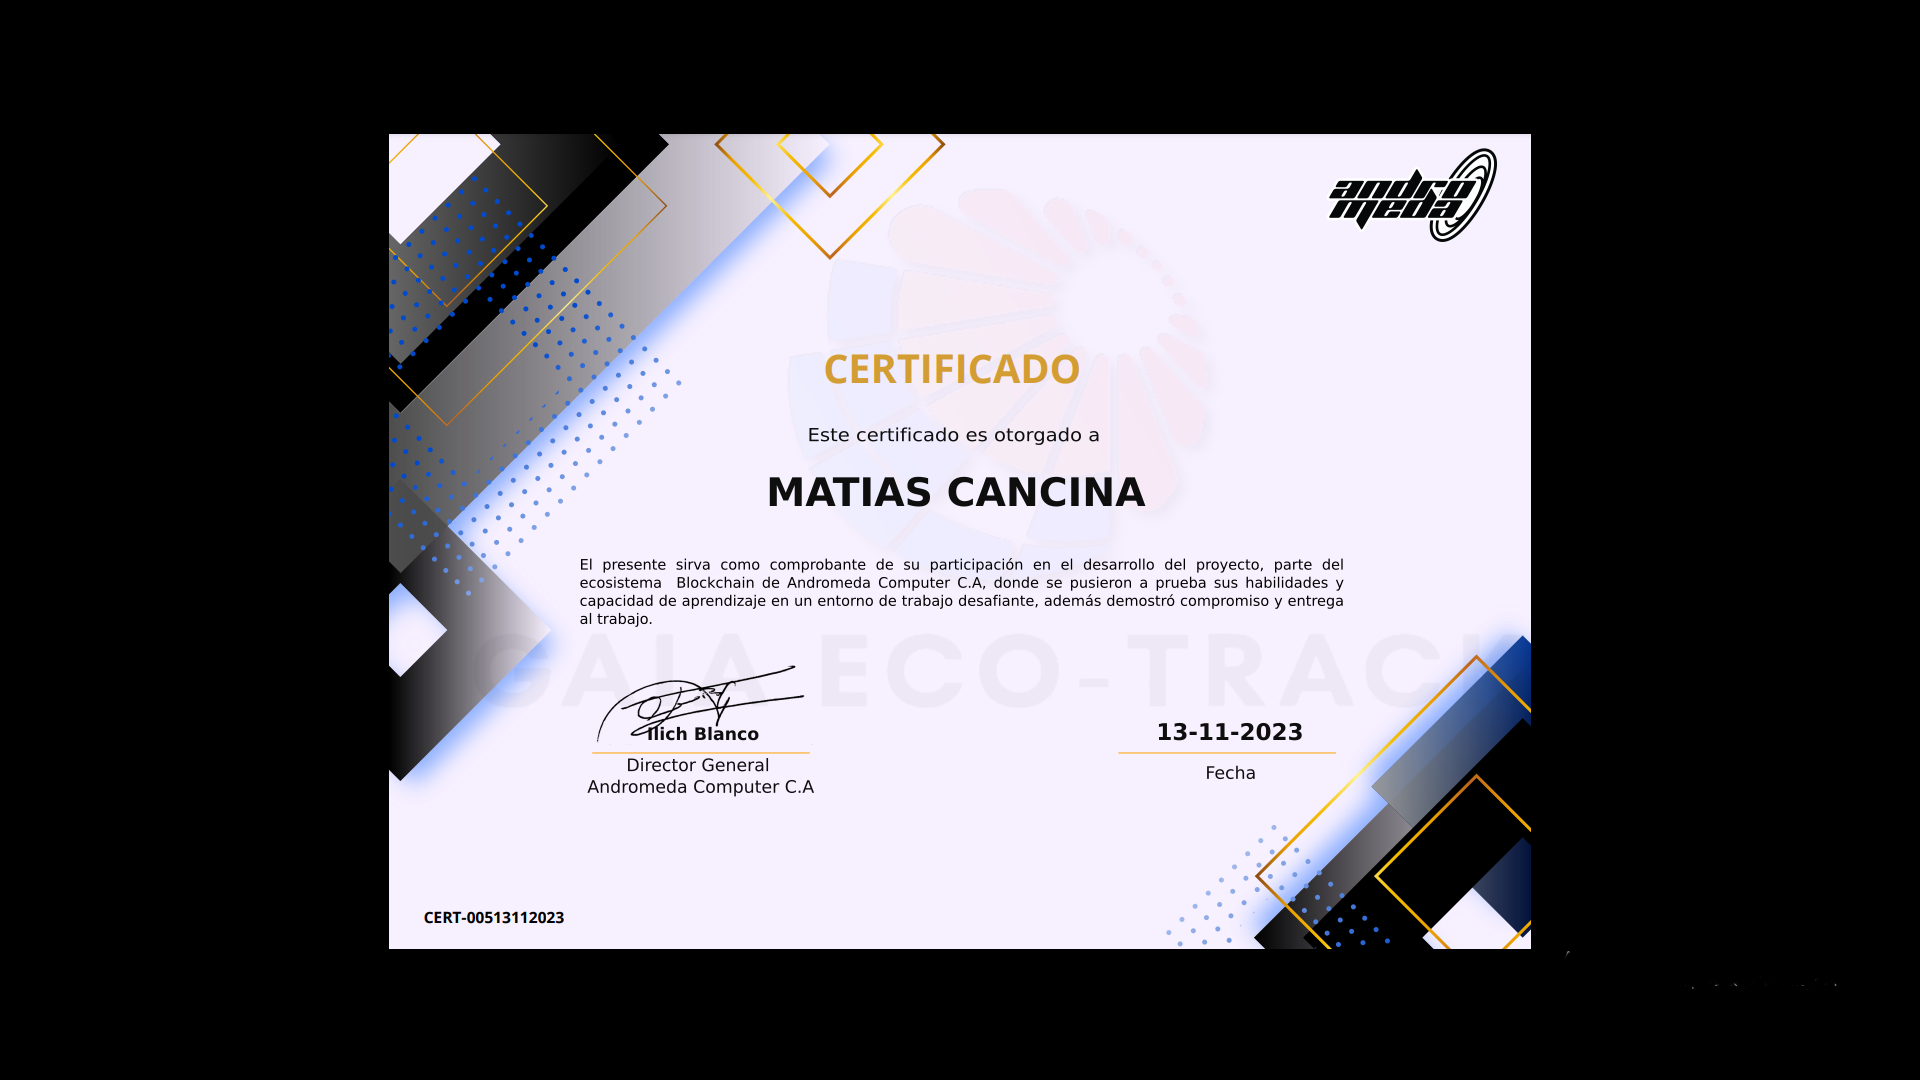 andro
meda
CERTIFICADO
Este certificado es otorgado a
MATIAS CANCINA
El presente sirva como comprobante de su participación en el desarrollo del proyecto, parte del
ecosistema  Blockchain de Andromeda Computer C.A, donde se pusieron a prueba sus habilidades y
capacidad de aprendizaje en un entorno de trabajo desafiante, además demostró compromiso y entrega
al trabajo.
GAIA ECO-TRACK
Ilich Blanco
Director General
Andromeda Computer C.A
13-11-2023
Fecha
CERT-00513112023